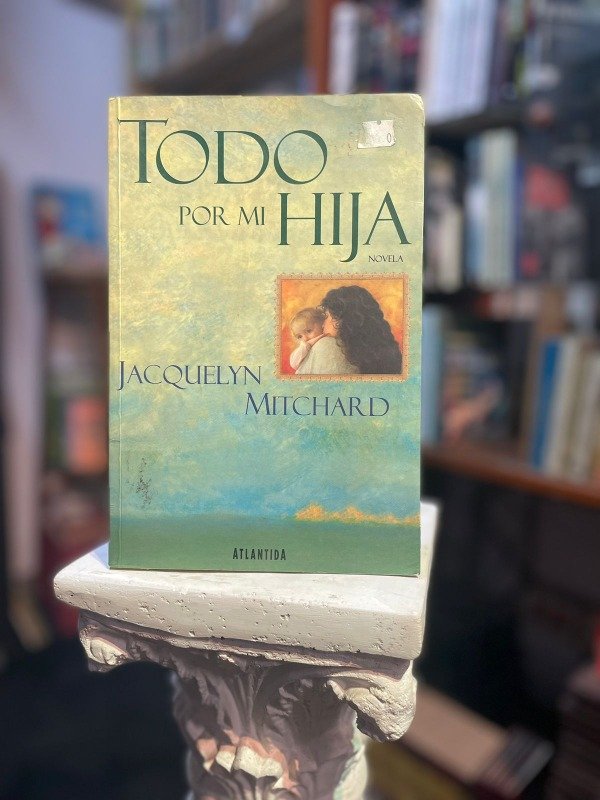 TODO
POR MI HIJA
NOVELA
JACQUELYN
MITCHARD
ATLANTIDA